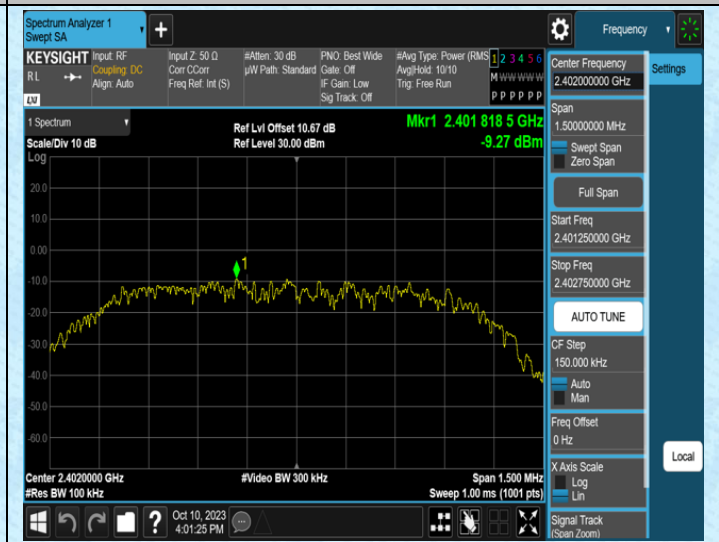 Spectrum Analyzer 1
Swept SA
+
Frequency
KEYSIGHT
RL
LXI
Input: RF
Coupling: DC
Align: Auto
Input Z: 50 Ω
Corr CCorr
Freq Ref: Int (S)
#Atten: 30 dB
µW Path: Standard
PNO: Best Wide
Gate: Off
IF Gain: Low
Sig Track: Off
#Avg Type: Power (RMS
Avg|Hold: 10/10
Trig: Free Run
1 2 3 4 5 6
M W W W W W
P P P P P P
1 Spectrum
Scale/Div 10 dB
Log
Ref Lvl Offset 10.67 dB
Ref Level 30.00 dBm
Mkr1 2.401 818 5 GHz
-9.27 dBm
20.0
10.0
0.00
-10.0
-20.0
-30.0
-40.0
-50.0
-60.0
1
Center 2.4020000 GHz
#Res BW 100 kHz
#Video BW 300 kHz
Span 1.500 MHz
Sweep 1.00 ms (1001 pts)
Center Frequency
2.402000000 GHz
Settings
Span
1.50000000 MHz
Swept Span
Zero Span
Full Span
Start Freq
2.401250000 GHz
Stop Freq
2.402750000 GHz
AUTO TUNE
CF Step
150.000 kHz
Auto
Man
Freq Offset
0 Hz
X Axis Scale
Log
Lin
Local
Signal Track
(Span Zoom)
?
Oct 10, 2023
4:01:25 PM